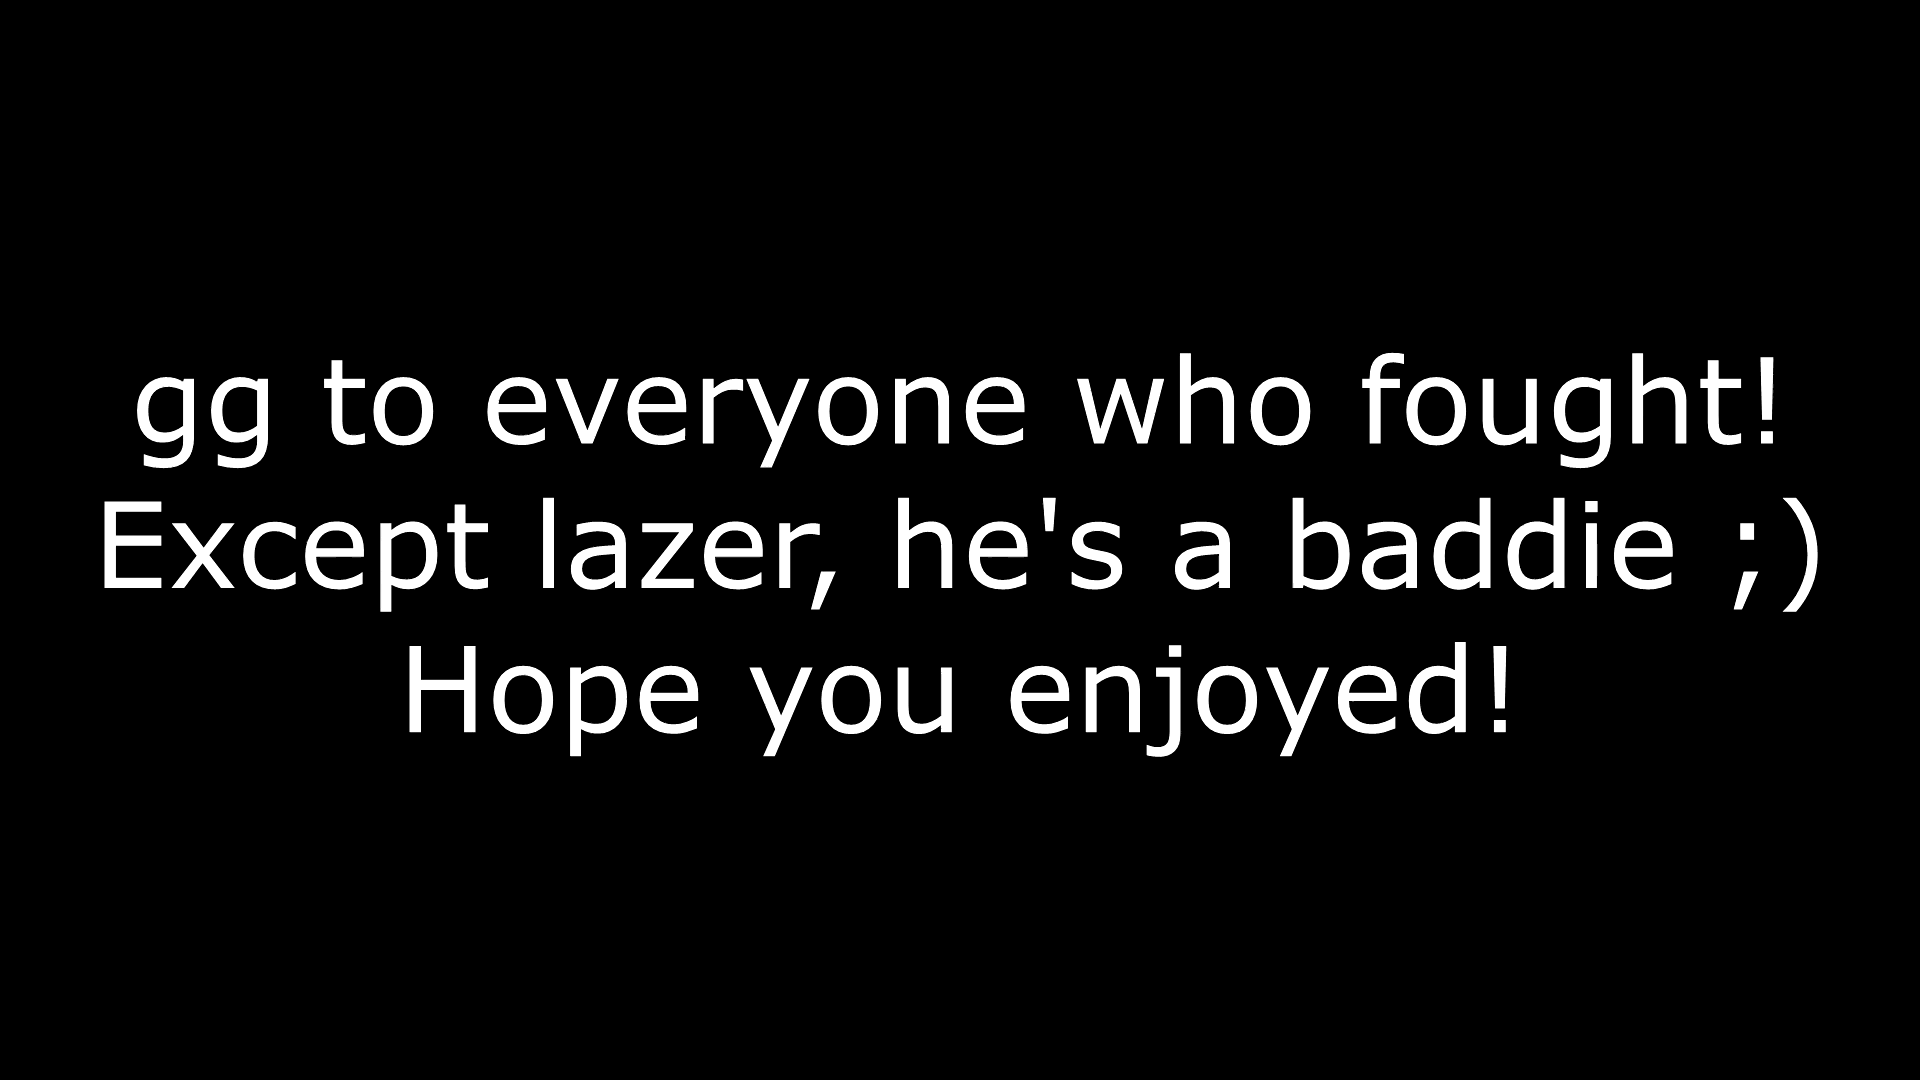 gg to everyone who fought!
Except lazer, he's a baddie ;)
Hope you enjoyed!